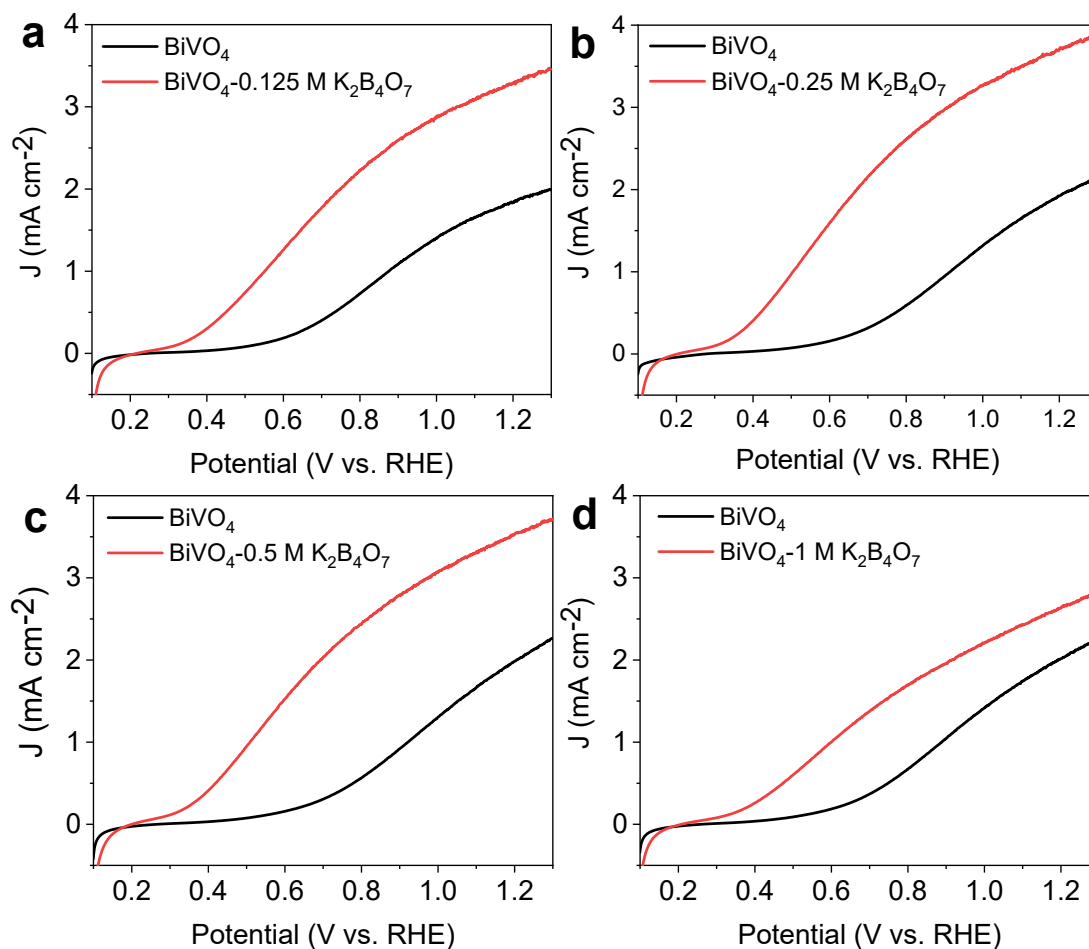 a
BiVO₄
BiVO₄-0.125 M K₂B₄O₇
J (mA cm⁻²)
4
3
2
1
0
0.2 0.4 0.6 0.8 1.0 1.2
Potential (V vs. RHE)
b
BiVO₄
BiVO₄-0.25 M K₂B₄O₇
J (mA cm⁻²)
4
3
2
1
0
0.2 0.4 0.6 0.8 1.0 1.2
Potential (V vs. RHE)
c
BiVO₄
BiVO₄-0.5 M K₂B₄O₇
J (mA cm⁻²)
4
3
2
1
0
0.2 0.4 0.6 0.8 1.0 1.2
Potential (V vs. RHE)
d
BiVO₄
BiVO₄-1 M K₂B₄O₇
J (mA cm⁻²)
4
3
2
1
0
0.2 0.4 0.6 0.8 1.0 1.2
Potential (V vs. RHE)